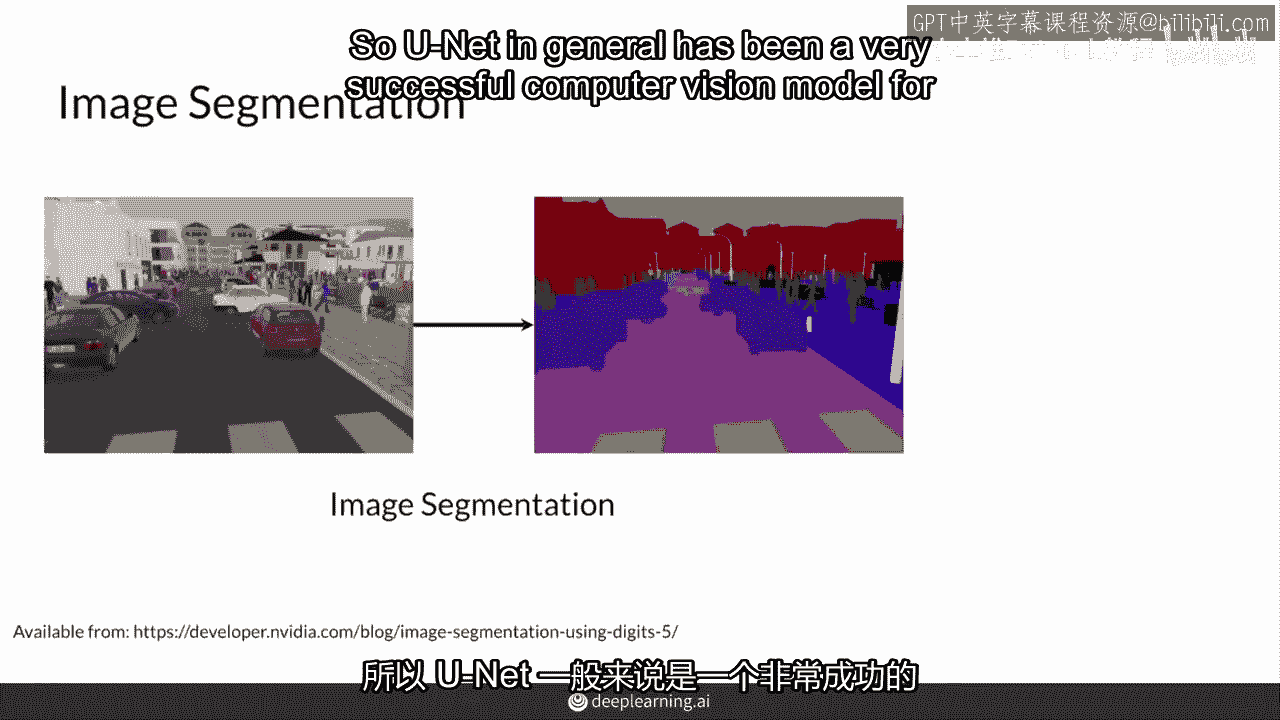 GPT中英字幕课程资源@bilibili.com
So U-Net in general has been a very
successful computer vision model for
Image Segmentation
Image Segmentation
Available from: https://developer.nvidia.com/blog/image-segmentation-using-digits-5/
所以 U-Net 一般来说是一个非常成功的
deeplearning.ai